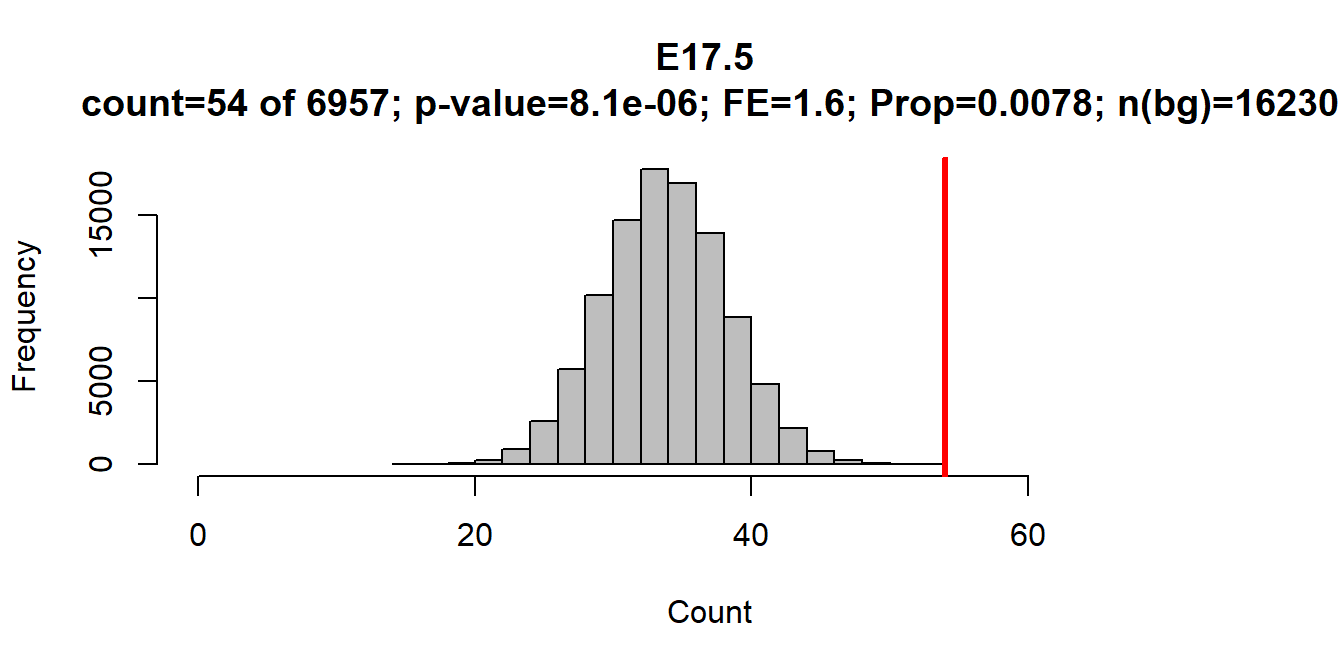 E17.5
count=54 of 6957; p-value=8.1e-06; FE=1.6; Prop=0.0078; n(bg)=16230
Frequency
15000
5000
0
0 20 40 60
Count